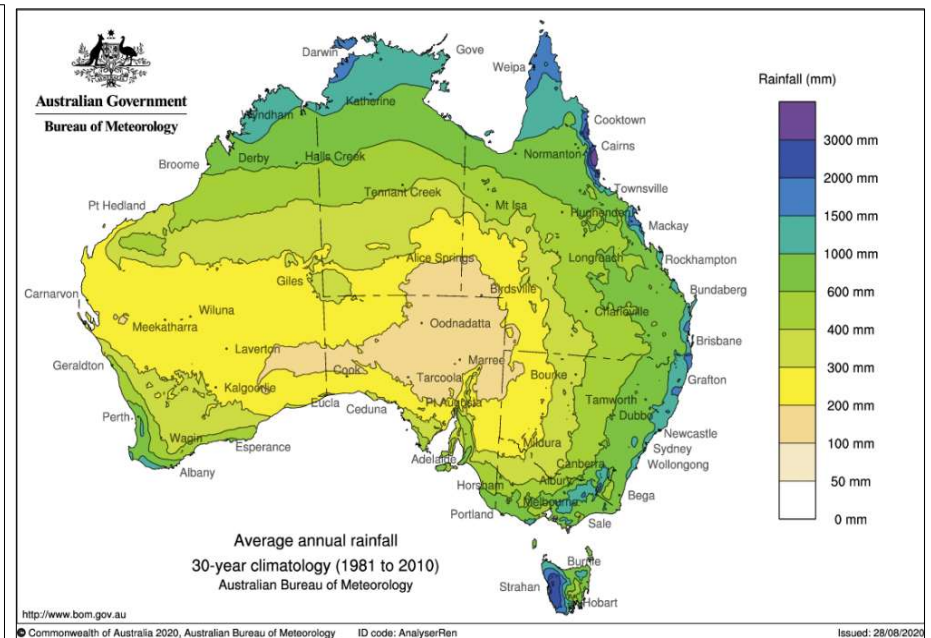 Australian Government
Bureau of Meteorology
Darwin
Gove
Weipa
Katherine
Wyndham
Cooktown
Cairns
Broome
Derby
Halls Creek
Normanton
Townsville
Pt Hedland
Tennant Creek
Mt Isa
Hughenden
Mackay
Alice Springs
Longreach
Rockhampton
Giles
Birdsville
Bundaberg
Carnarvon
Wiluna
Meekatharra
Oodnadatta
Charleville
Geraldton
Laverton
Marree
Brisbane
Cook
Tarcoola
Bourke
Grafton
Kalgoorlie
Eucla
Ceduna
Pt Augusta
Tamworth
Dubbo
Perth
Wagin
Esperance
Adelaide
Mildura
Newcastle
Sydney
Wollongong
Albany
Canberra
Horsham
Albury
Portland
Melbourne
Bega
Sale
Burnie
Strahan
Hobart
Rainfall (mm)
3000 mm
2000 mm
1500 mm
1000 mm
600 mm
400 mm
300 mm
200 mm
100 mm
50 mm
0 mm
Average annual rainfall
30-year climatology (1981 to 2010)
Australian Bureau of Meteorology
http://www.bom.gov.au
© Commonwealth of Australia 2020, Australian Bureau of Meteorology ID code: AnalyserRen Issued: 28/08/2020